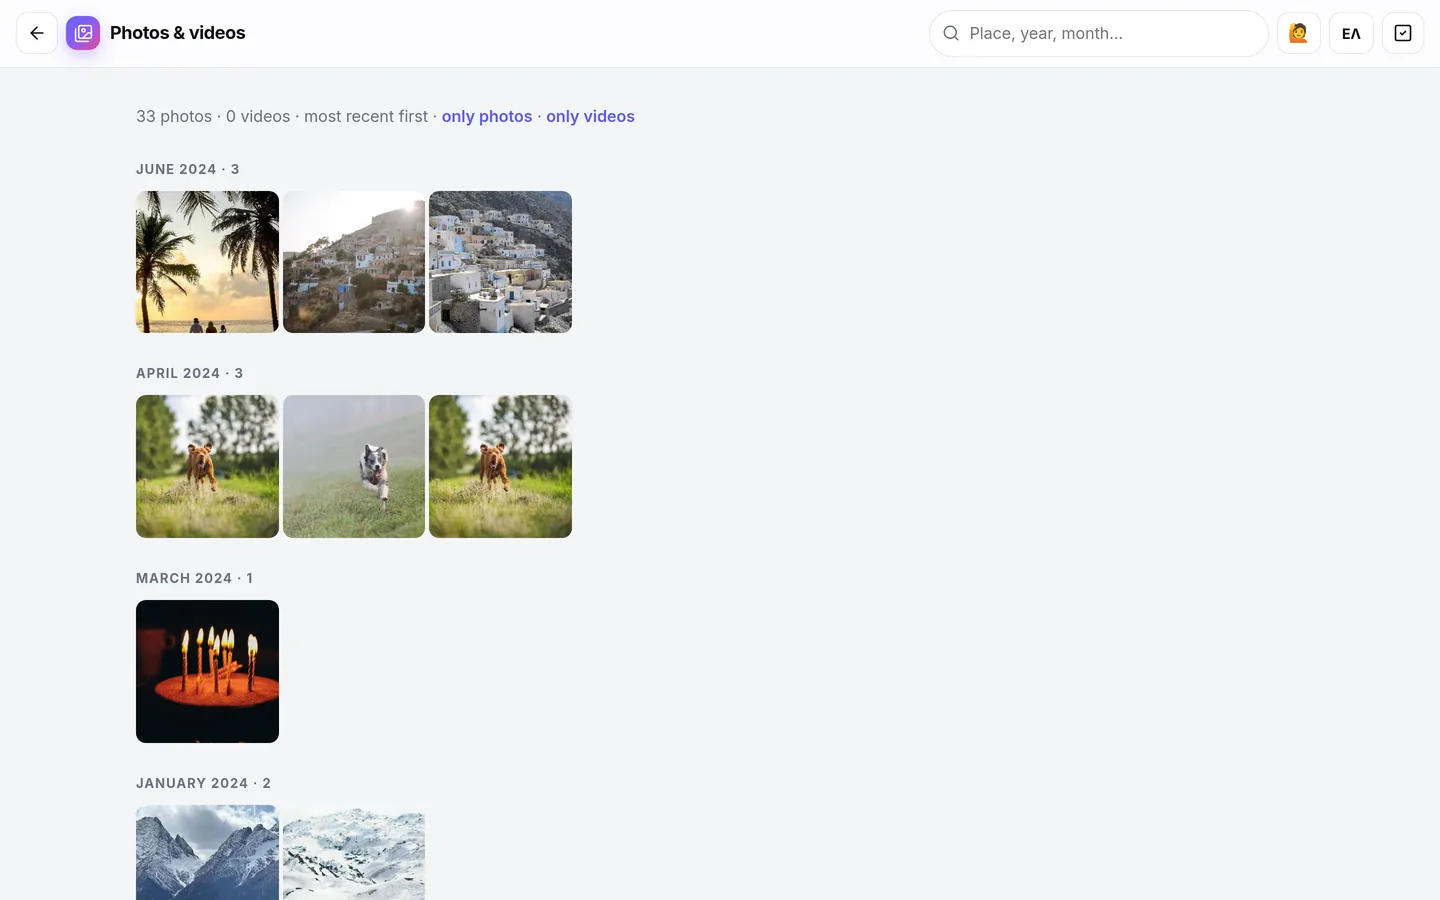 Photos & videos
Place, year, month...
ΕΛ
33 photos · 0 videos · most recent first · only photos · only videos
JUNE 2024 · 3
APRIL 2024 · 3
MARCH 2024 · 1
JANUARY 2024 · 2